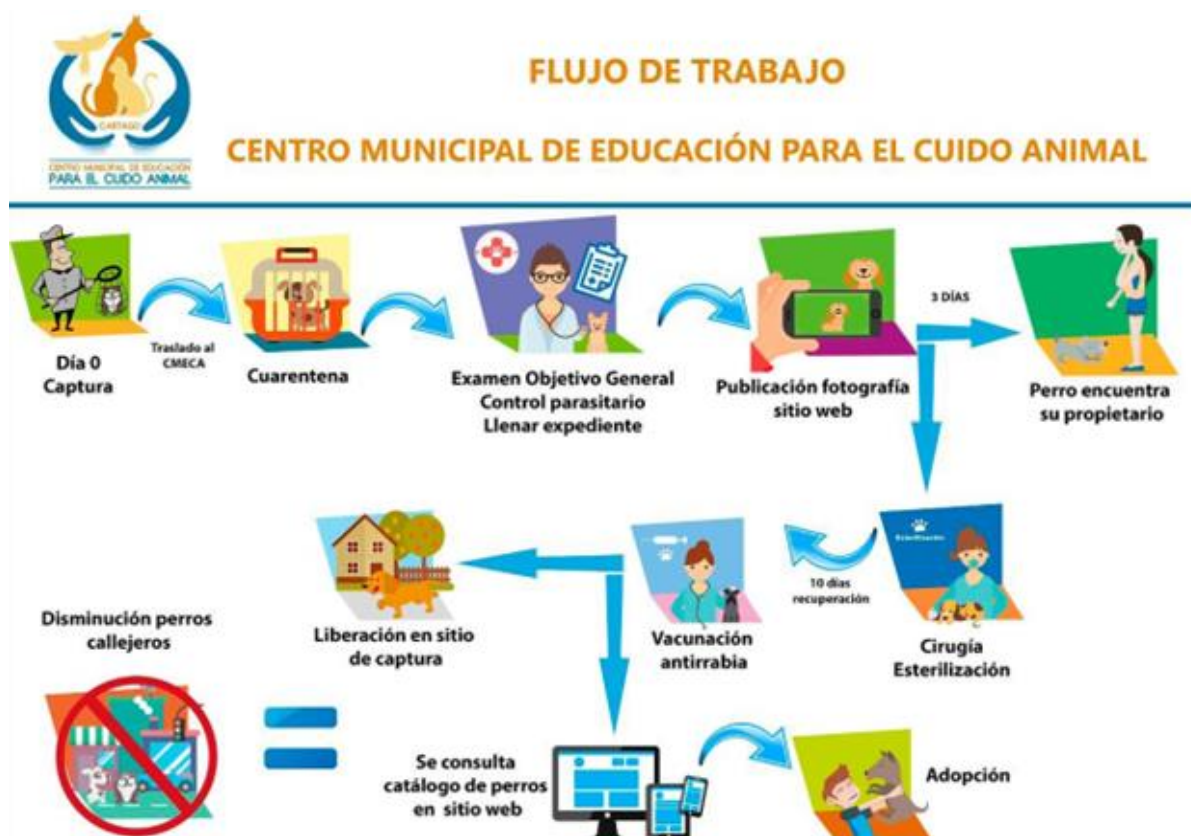 CARTAGO
CENTRO MUNICIPAL DE EDUCACIÓN
PARA EL CUIDO ANIMAL
FLUJO DE TRABAJO
CENTRO MUNICIPAL DE EDUCACIÓN PARA EL CUIDO ANIMAL
Día 0
Captura
Traslado al
CMECA
Cuarentena
Examen Objetivo General
Control parasitario
Llenar expediente
Publicación fotografía
sitio web
3 DÍAS
Perro encuentra
su propietario
Esterilización
Cirugía
Esterilización
10 días
recuperación
Vacunación
antirrabia
Liberación en sitio
de captura
Disminución perros
callejeros
Se consulta
catálogo de perros
en sitio web
Adopción